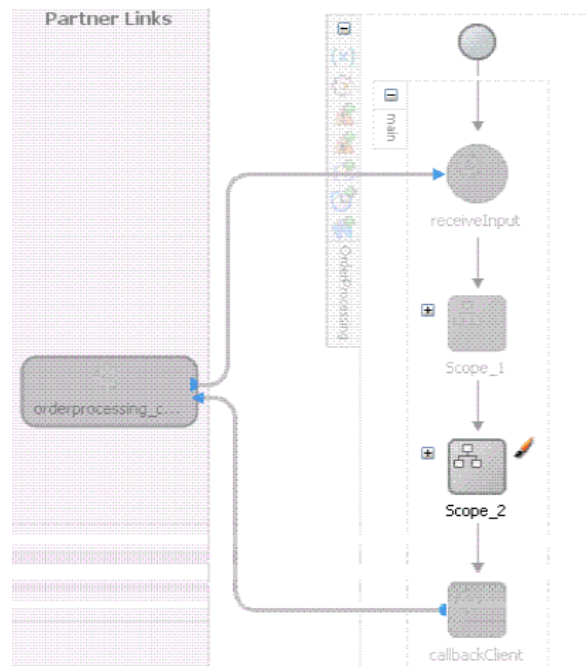 Partner Links
main
receiveInput
OrderProcessing
Scope_1
orderprocessing_c...
Scope_2
callbackClient